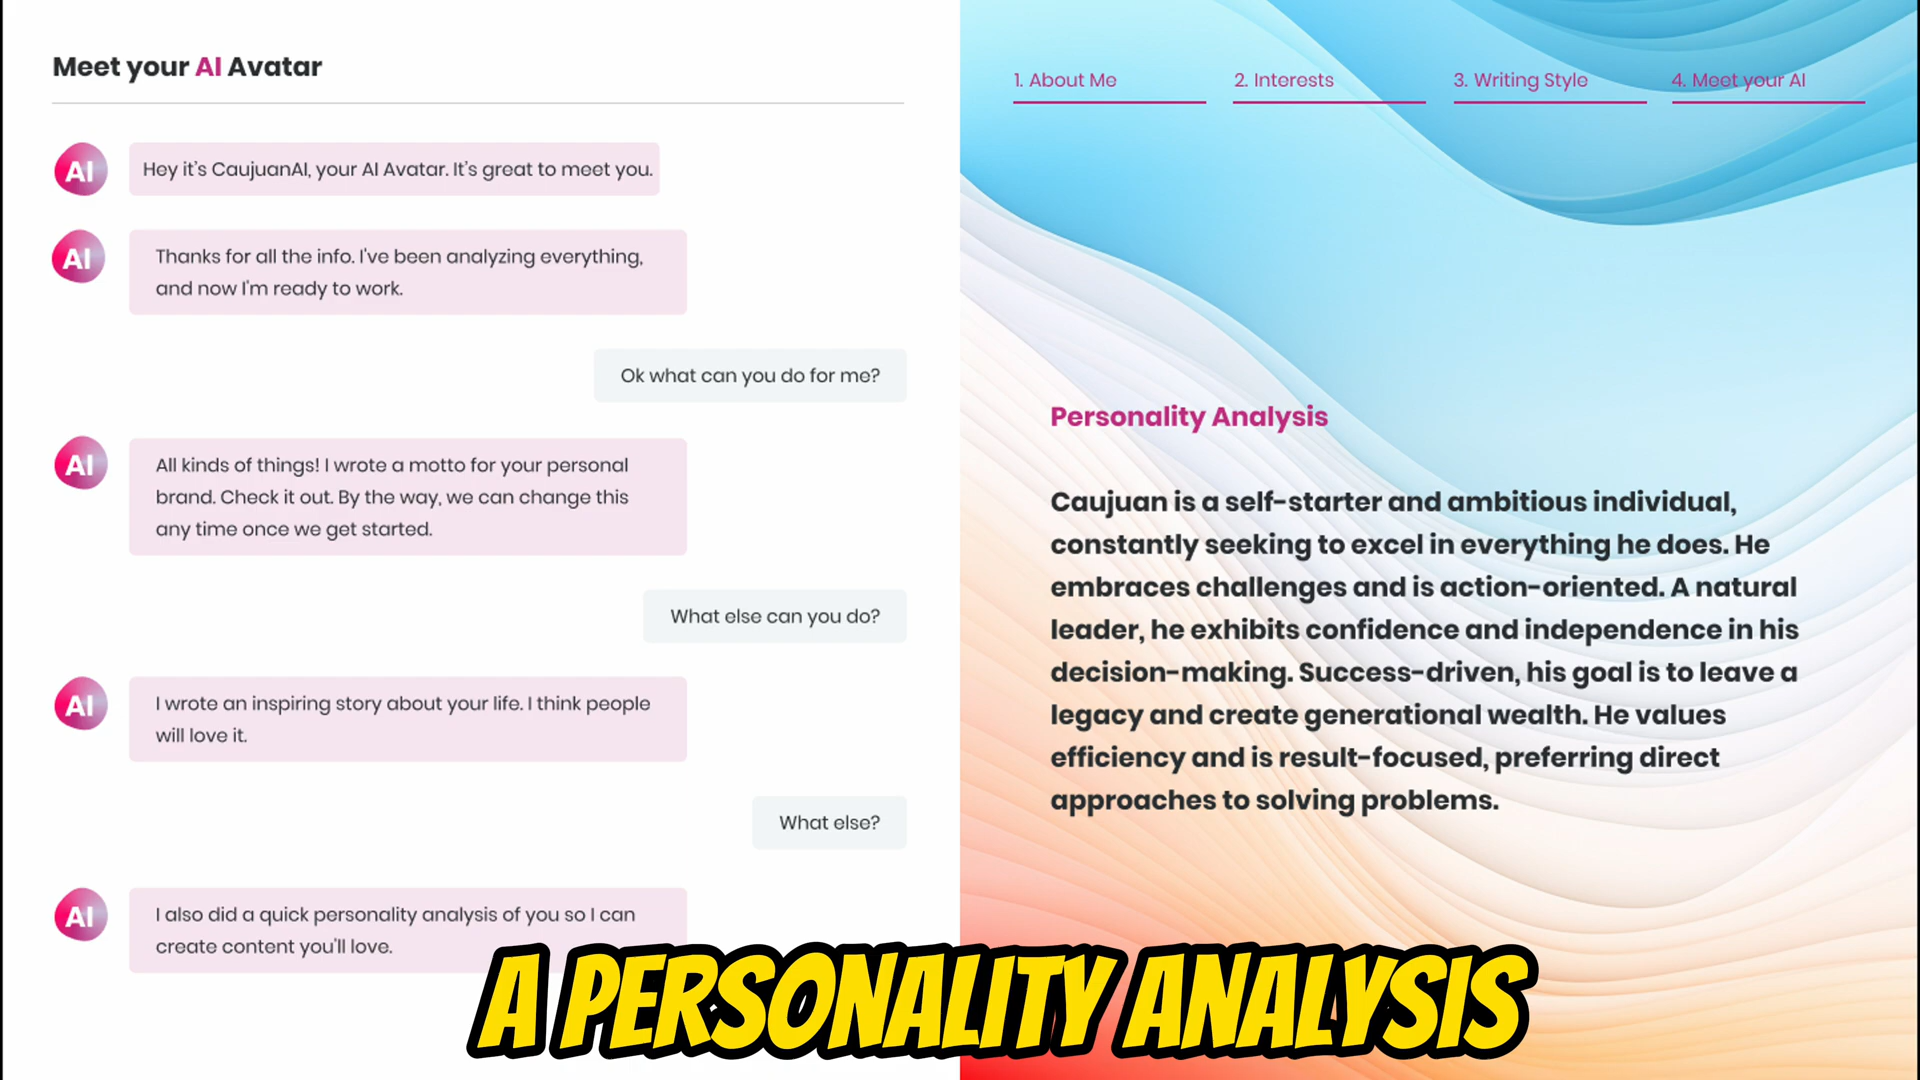 Meet your AI Avatar
AI
Hey it's CaujuanAI, your AI Avatar. It's great to meet you.
AI
Thanks for all the info. I've been analyzing everything,
and now I'm ready to work.
Ok what can you do for me?
AI
All kinds of things! I wrote a motto for your personal
brand. Check it out. By the way, we can change this
any time once we get started.
What else can you do?
AI
I wrote an inspiring story about your life. I think people
will love it.
What else?
AI
I also did a quick personality analysis of you so I can
create content you'll love.
1. About Me
2. Interests
3. Writing Style
4. Meet your AI
Personality Analysis
Caujuan is a self-starter and ambitious individual,
constantly seeking to excel in everything he does. He
embraces challenges and is action-oriented. A natural
leader, he exhibits confidence and independence in his
decision-making. Success-driven, his goal is to leave a
legacy and create generational wealth. He values
efficiency and is result-focused, preferring direct
approaches to solving problems.
A PERSONALITY ANALYSIS